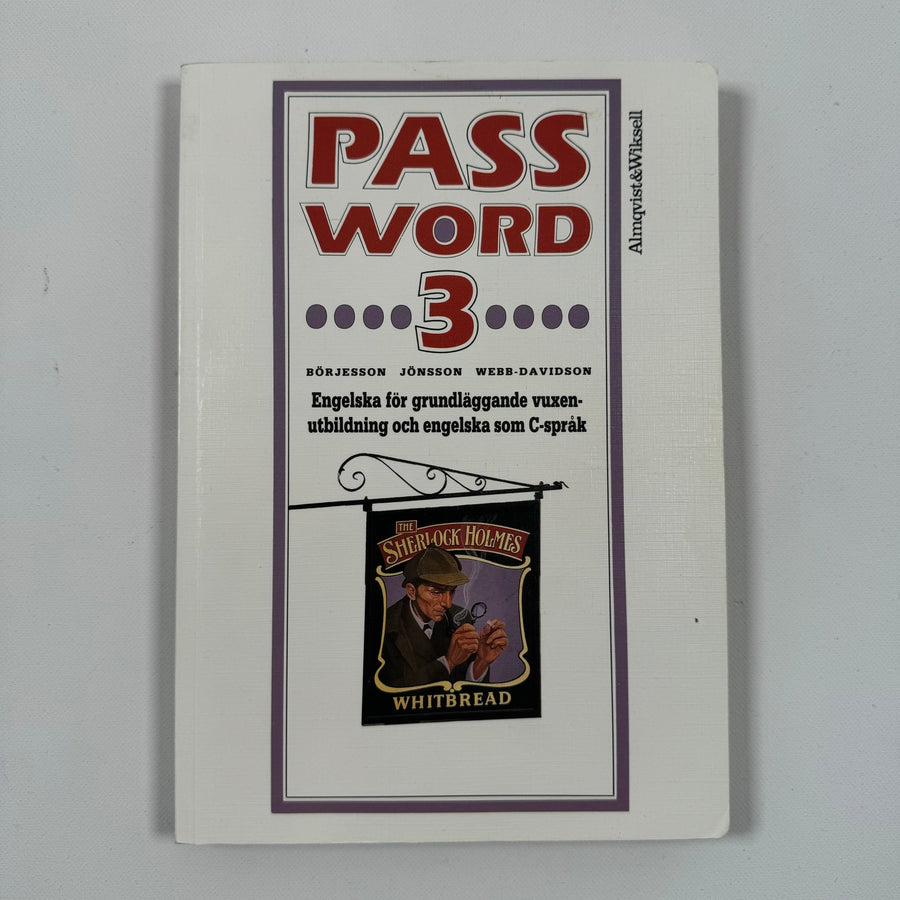 PASS
WORD
3
BÖRJESSON JÖNSSON WEBB-DAVIDSON
Engelska för grundläggande vuxen-
utbildning och engelska som C-språk
THE
SHERLOCK HOLMES
WHITBREAD
Almqvist&Wiksell